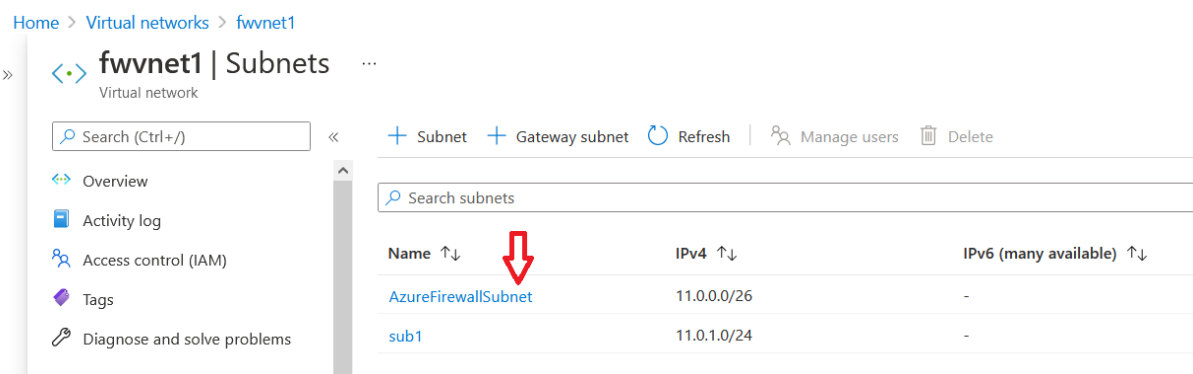 Home > Virtual networks > fwvnet1
fwvnet1 | Subnets ...
Virtual network
Search (Ctrl+/)
Overview
Activity log
Access control (IAM)
Tags
Diagnose and solve problems
+ Subnet + Gateway subnet Refresh Manage users Delete
Search subnets
Name ↑↓ IPv4 ↑↓ IPv6 (many available) ↑↓
AzureFirewallSubnet 11.0.0.0/26 -
sub1 11.0.1.0/24 -